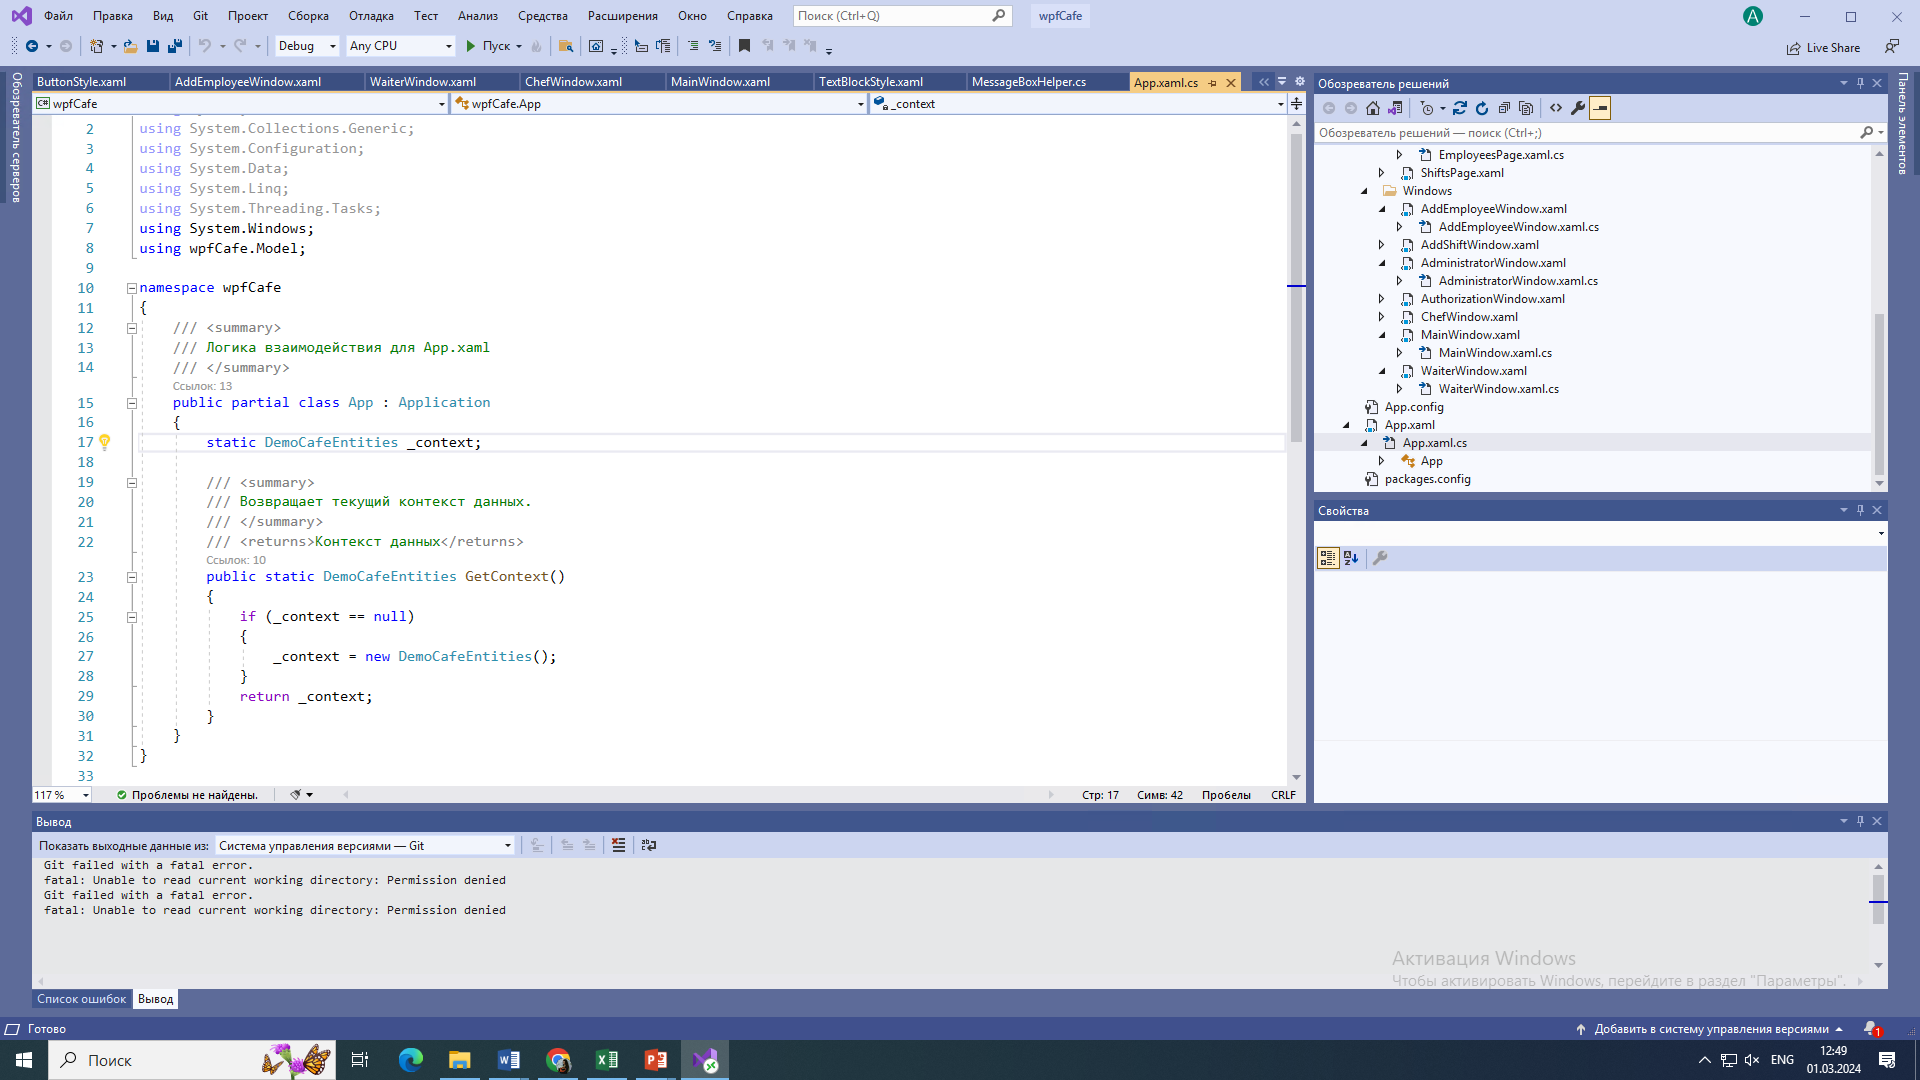 Файл Правка Вид Git Проект Сборка Отладка Тест Анализ Средства Расширения Окно Справка Поиск (Ctrl+Q) wpfCafe A
Debug Any CPU Пуск Live Share
ButtonStyle.xaml AddEmployeeWindow.xaml WaiterWindow.xaml ChefWindow.xaml MainWindow.xaml TextBlockStyle.xaml MessageBoxHelper.cs App.xaml.cs
C# wpfCafe wpfCafe.App _context
2 using System.Collections.Generic;
3 using System.Configuration;
4 using System.Data;
5 using System.Linq;
6 using System.Threading.Tasks;
7 using System.Windows;
8 using wpfCafe.Model;
9
10 namespace wpfCafe
11 {
12 /// <summary>
13 /// Логика взаимодействия для App.xaml
14 /// </summary>
Ссылок: 13
15 public partial class App : Application
16 {
17 static DemoCafeEntities _context;
18
19 /// <summary>
20 /// Возвращает текущий контекст данных.
21 /// </summary>
22 /// <returns>Контекст данных</returns>
Ссылок: 10
23 public static DemoCafeEntities GetContext()
24 {
25 if (_context == null)
26 {
27 _context = new DemoCafeEntities();
28 }
29 return _context;
30 }
31 }
32 }
33
117 % Проблемы не найдены. Стр: 17 Симв: 42 Пробелы CRLF
Обозреватель серверов
Обозреватель решений
Обозреватель решений — поиск (Ctrl+;)
EmployeesPage.xaml.cs
ShiftsPage.xaml
Windows
AddEmployeeWindow.xaml
AddEmployeeWindow.xaml.cs
AddShiftWindow.xaml
AdministratorWindow.xaml
AdministratorWindow.xaml.cs
AuthorizationWindow.xaml
ChefWindow.xaml
MainWindow.xaml
MainWindow.xaml.cs
WaiterWindow.xaml
WaiterWindow.xaml.cs
App.config
App.xaml
App.xaml.cs
App
packages.config
Панель элементов
Свойства
Вывод
Показать выходные данные из: Система управления версиями — Git
Git failed with a fatal error.
fatal: Unable to read current working directory: Permission denied
Git failed with a fatal error.
fatal: Unable to read current working directory: Permission denied
Активация Windows
Чтобы активировать Windows, перейдите в раздел "Параметры".
Список ошибок Вывод
Готово Добавить в систему управления версиями 1
Поиск ENG 12:49
01.03.2024